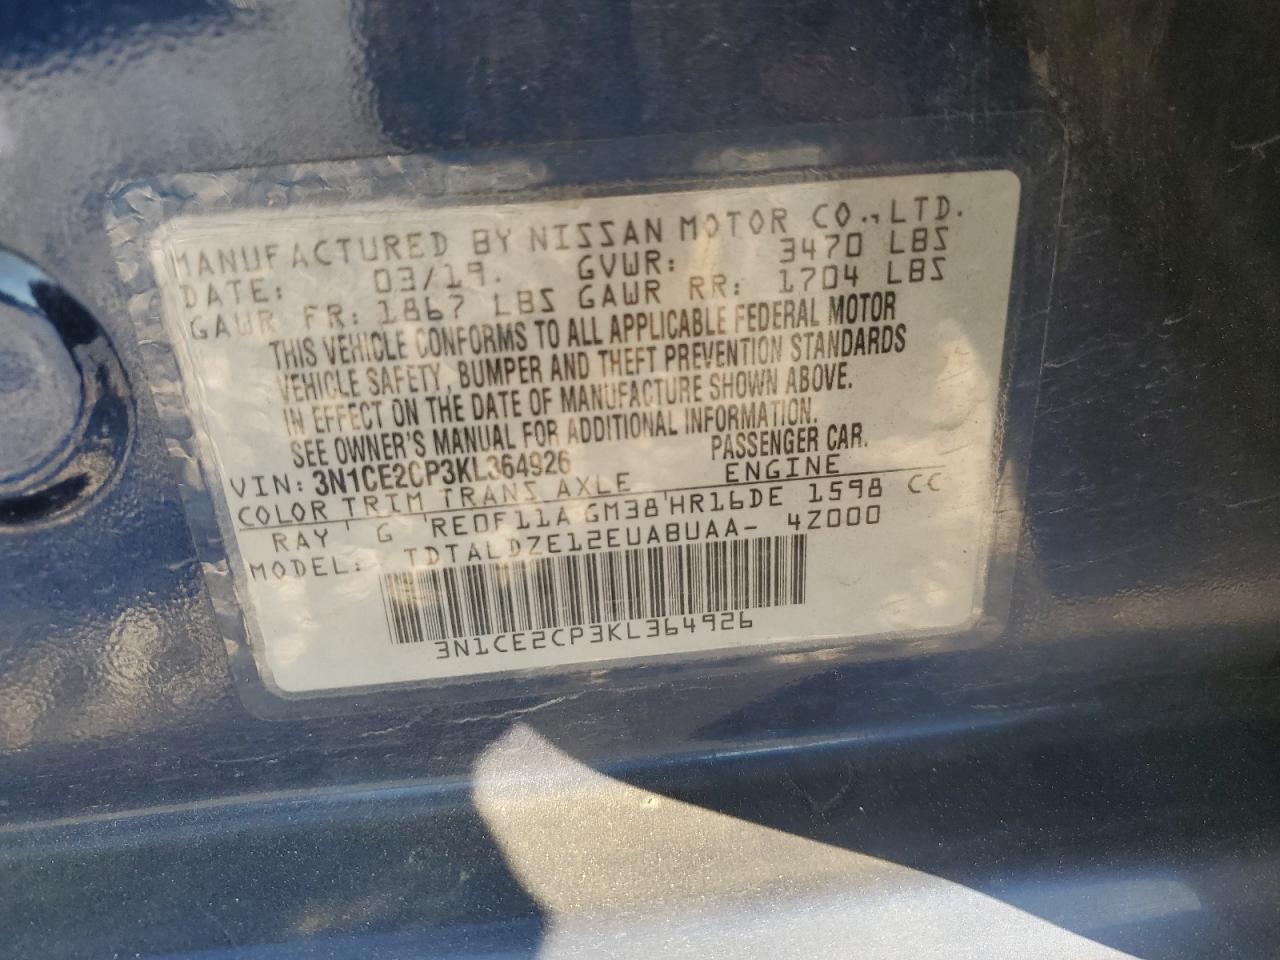 MANUFACTURED BY NISSAN MOTOR CO., LTD.
DATE: 03/19. GVWR: 3470 LBS
GAWR FR: 1867 LBS GAWR RR: 1704 LBS
THIS VEHICLE CONFORMS TO ALL APPLICABLE FEDERAL MOTOR
VEHICLE SAFETY, BUMPER AND THEFT PREVENTION STANDARDS
IN EFFECT ON THE DATE OF MANUFACTURE SHOWN ABOVE.
SEE OWNER'S MANUAL FOR ADDITIONAL INFORMATION.
VIN: 3N1CE2CP3KL364926 PASSENGER CAR.
COLOR TRIM TRANS AXLE ENGINE
RAY G RE0F11A GM38 HR16DE 1598 CC
MODEL: TDTALDZE12EUABUAA- 4Z000
3N1CE2CP3KL364926